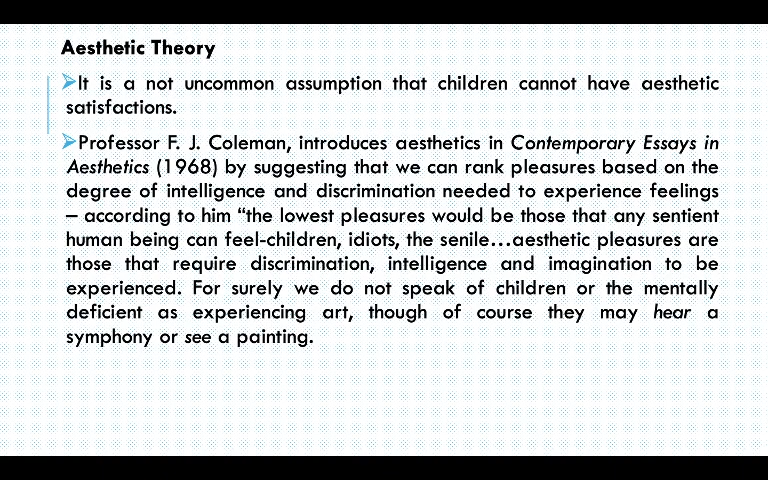 Aesthetic Theory
➢It is a not uncommon assumption that children cannot have aesthetic
satisfactions.
➢Professor F. J. Coleman, introduces aesthetics in Contemporary Essays in
Aesthetics (1968) by suggesting that we can rank pleasures based on the
degree of intelligence and discrimination needed to experience feelings
– according to him “the lowest pleasures would be those that any sentient
human being can feel-children, idiots, the senile…aesthetic pleasures are
those that require discrimination, intelligence and imagination to be
experienced. For surely we do not speak of children or the mentally
deficient as experiencing art, though of course they may hear a
symphony or see a painting.